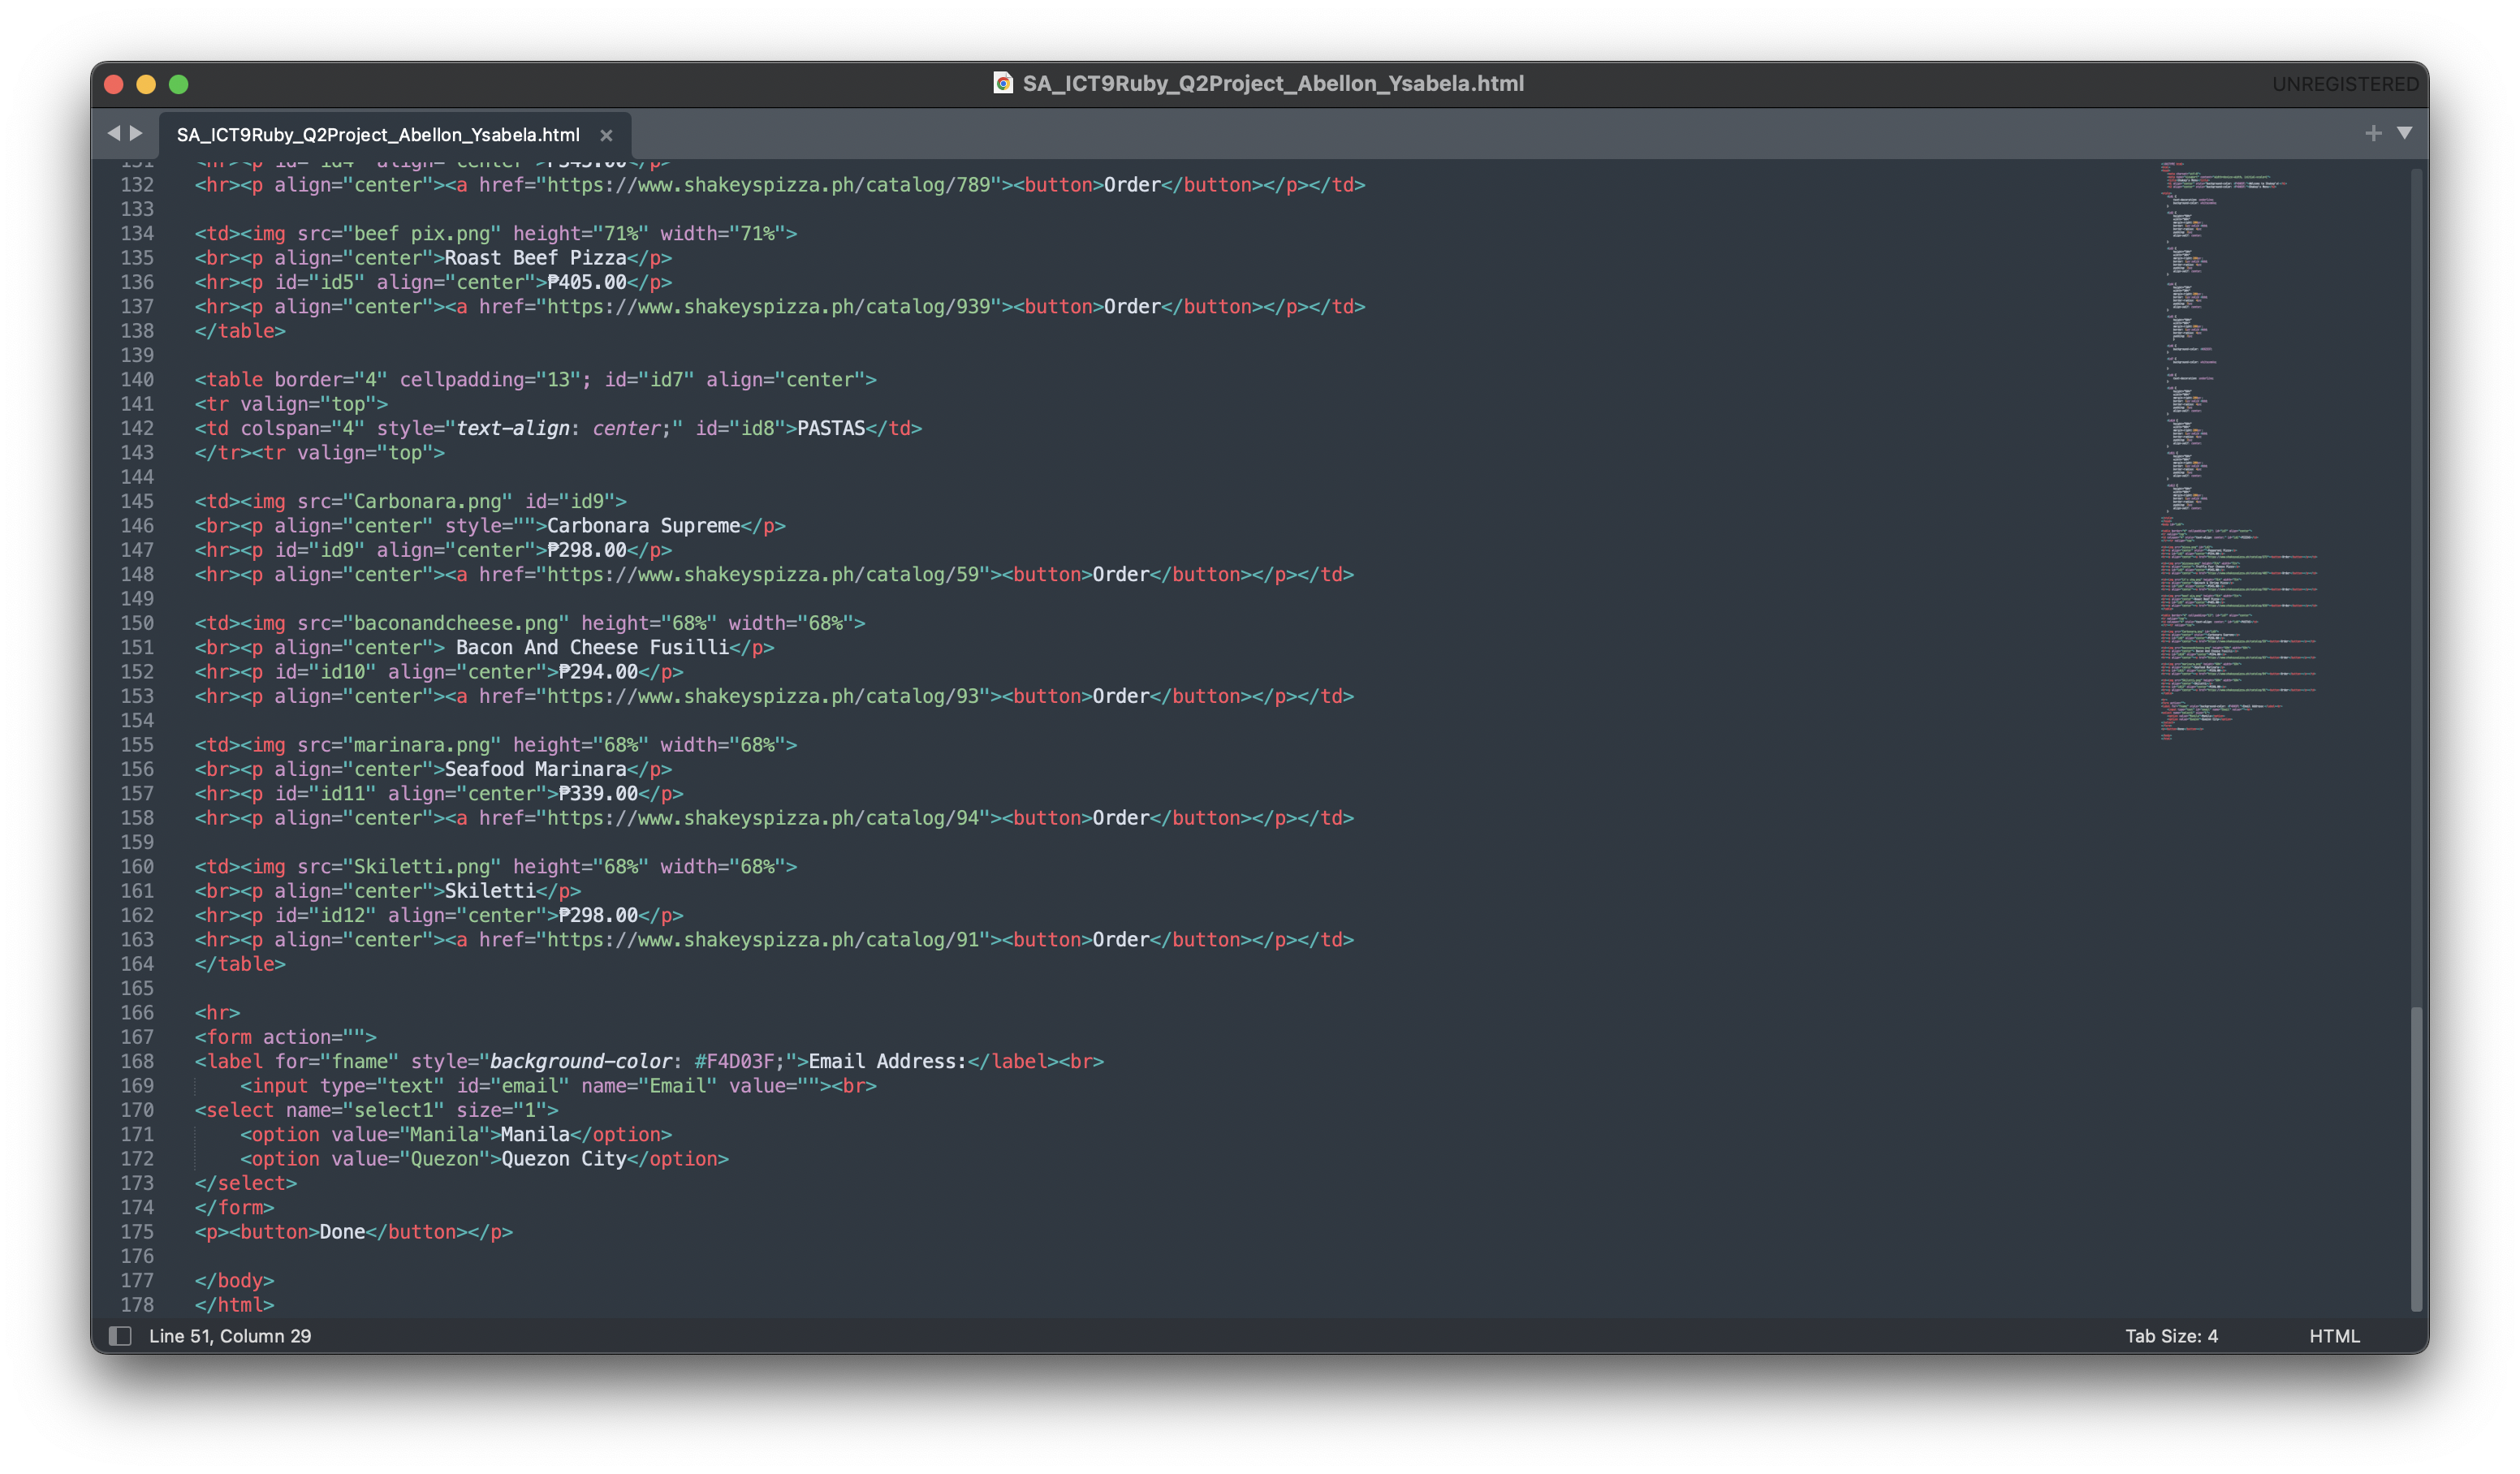 SA_ICT9Ruby_Q2Project_Abellon_Ysabela.html
UNREGISTERED
SA_ICT9Ruby_Q2Project_Abellon_Ysabela.html ×
131 <hr><p id="id4" align="center">₱345.00</p>
132 <hr><p align="center"><a href="https://www.shakeyspizza.ph/catalog/789"><button>Order</button></p></td>
133
134 <td><img src="beef pix.png" height="71%" width="71%">
135 <br><p align="center">Roast Beef Pizza</p>
136 <hr><p id="id5" align="center">₱405.00</p>
137 <hr><p align="center"><a href="https://www.shakeyspizza.ph/catalog/939"><button>Order</button></p></td>
138 </table>
139
140 <table border="4" cellpadding="13"; id="id7" align="center">
141 <tr valign="top">
142 <td colspan="4" style="text-align: center;" id="id8">PASTAS</td>
143 </tr><tr valign="top">
144
145 <td><img src="Carbonara.png" id="id9">
146 <br><p align="center" style="">Carbonara Supreme</p>
147 <hr><p id="id9" align="center">₱298.00</p>
148 <hr><p align="center"><a href="https://www.shakeyspizza.ph/catalog/59"><button>Order</button></p></td>
149
150 <td><img src="baconandcheese.png" height="68%" width="68%">
151 <br><p align="center"> Bacon And Cheese Fusilli</p>
152 <hr><p id="id10" align="center">₱294.00</p>
153 <hr><p align="center"><a href="https://www.shakeyspizza.ph/catalog/93"><button>Order</button></p></td>
154
155 <td><img src="marinara.png" height="68%" width="68%">
156 <br><p align="center">Seafood Marinara</p>
157 <hr><p id="id11" align="center">₱339.00</p>
158 <hr><p align="center"><a href="https://www.shakeyspizza.ph/catalog/94"><button>Order</button></p></td>
159
160 <td><img src="Skiletti.png" height="68%" width="68%">
161 <br><p align="center">Skiletti</p>
162 <hr><p id="id12" align="center">₱298.00</p>
163 <hr><p align="center"><a href="https://www.shakeyspizza.ph/catalog/91"><button>Order</button></p></td>
164 </table>
165
166 <hr>
167 <form action="">
168 <label for="fname" style="background-color: #F4D03F;">Email Address:</label><br>
169 <input type="text" id="email" name="Email" value=""><br>
170 <select name="select1" size="1">
171 <option value="Manila">Manila</option>
172 <option value="Quezon">Quezon City</option>
173 </select>
174 </form>
175 <p><button>Done</button></p>
176
177 </body>
178 </html>
Line 51, Column 29
Tab Size: 4
HTML